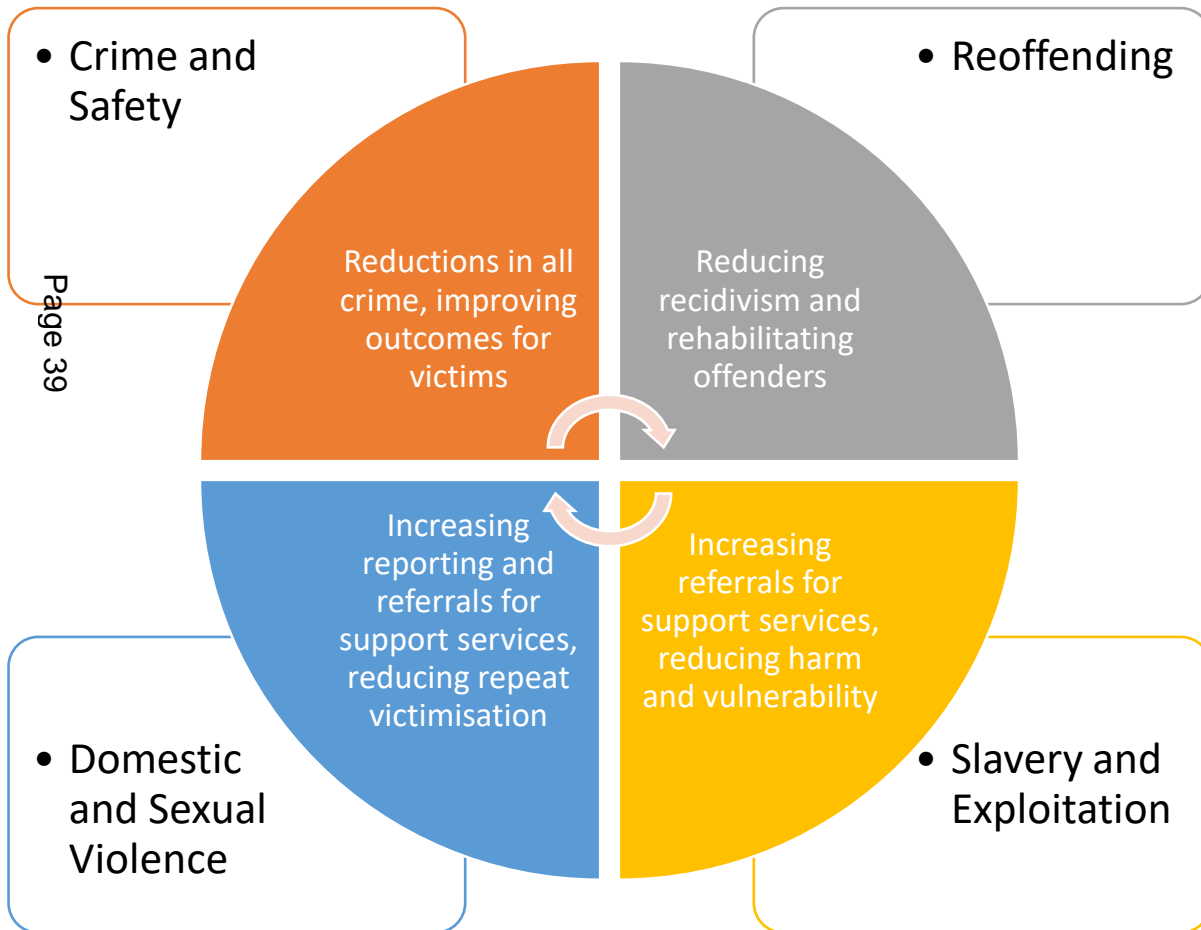 • Crime and
Safety
• Reoffending
Reductions in all
crime, improving
outcomes for
victims
Reducing
recidivism and
rehabilitating
offenders
Page 39
Increasing
reporting and
referrals for
support services,
reducing repeat
victimisation
Increasing
referrals for
support services,
reducing harm
and vulnerability
• Domestic
and Sexual
Violence
• Slavery and
Exploitation